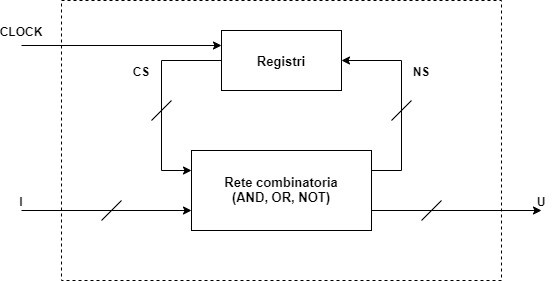 CLOCK
Registri
CS
NS
Rete combinatoria
(AND, OR, NOT)
I
U